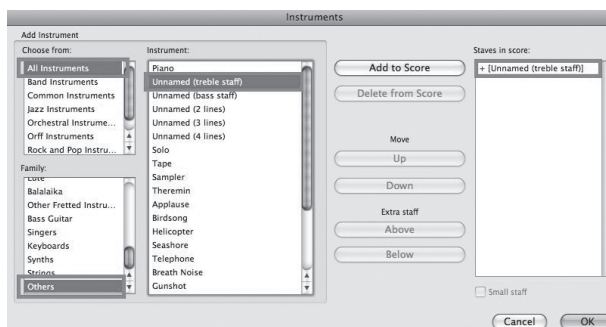 Instruments
Add Instrument
Choose from:
All Instruments
Band Instruments
Common Instruments
Jazz Instruments
Orchestral Instrume...
Orff Instruments
Rock and Pop Instru...
Family:
Lute
Balalaika
Other Fretted Instru...
Bass Guitar
Singers
Keyboards
Synths
Strings
Others
Instrument:
Piano
Unnamed (treble staff)
Unnamed (bass staff)
Unnamed (2 lines)
Unnamed (3 lines)
Unnamed (4 lines)
Solo
Tape
Sampler
Theremin
Applause
Birdsong
Helicopter
Seashore
Telephone
Breath Noise
Gunshot
Add to Score
Delete from Score
Move
Up
Down
Extra staff
Above
Below
Staves in score:
+ [Unnamed (treble staff)]
Small staff
Cancel
OK